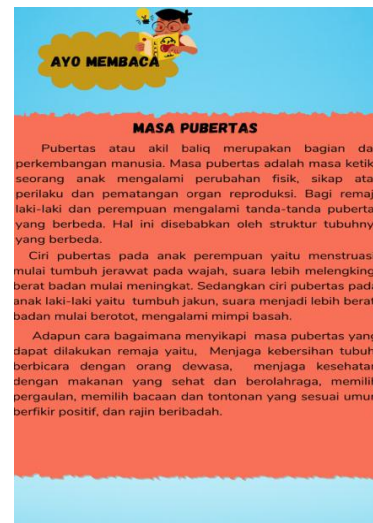 AYO MEMBACA
MASA PUBERTAS
Pubertas atau akil baliq merupakan bagian da
perkembangan manusia. Masa pubertas adalah masa ketik
seorang anak mengalami perubahan fisik, sikap ata
perilaku dan pematangan organ reproduksi. Bagi remaj
laki-laki dan perempuan mengalami tanda-tanda puberta
yang berbeda. Hal ini disebabkan oleh struktur tubuhny
yang berbeda.
Ciri pubertas pada anak perempuan yaitu menstruas
mulai tumbuh jerawat pada wajah, suara lebih melengking
berat badan mulai meningkat. Sedangkan ciri pubertas pada
anak laki-laki yaitu tumbuh jakun, suara menjadi lebih berat
badan mulai berotot, mengalami mimpi basah.
Adapun cara bagaimana menyikapi masa pubertas yang
dapat dilakukan remaja yaitu, Menjaga kebersihan tubuh
berbicara dengan orang dewasa, menjaga kesehatan
dengan makanan yang sehat dan berolahraga, memilih
pergaulan, memilih bacaan dan tontonan yang sesuai umur
berfikir positif, dan rajin beribadah.